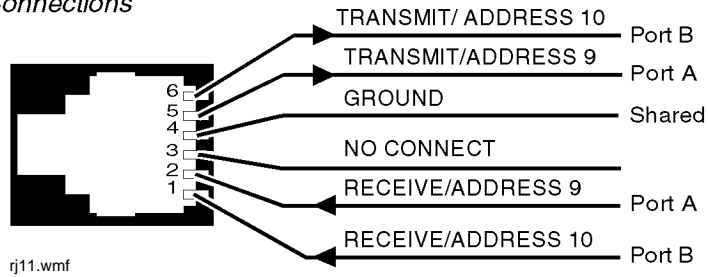 onnections
TRANSMIT/ ADDRESS 10 Port B
6 TRANSMIT/ADDRESS 9 Port A
5 GROUND Shared
4
3 NO CONNECT
2 RECEIVE/ADDRESS 9 Port A
1 RECEIVE/ADDRESS 10 Port B
rj11.wmf